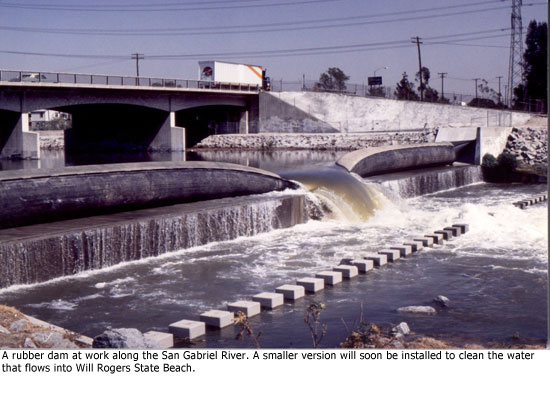 A rubber dam at work along the San Gabriel River. A smaller version will soon be installed to clean the water
that flows into Will Rogers State Beach.